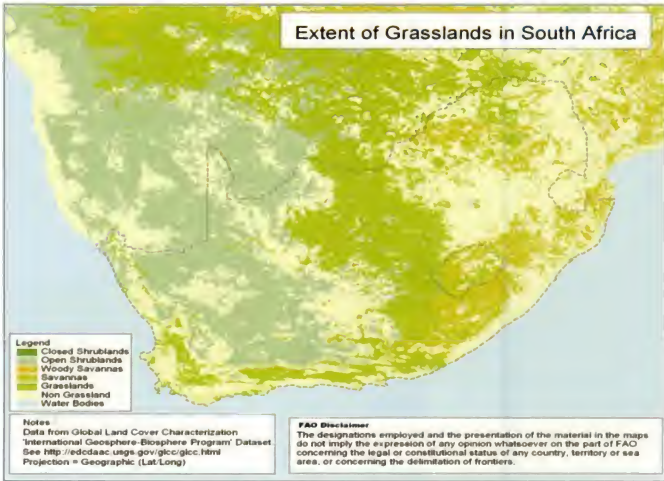 Extent of Grasslands in South Africa
Legend
Closed Shrublands
Open Shrublands
Woody Savannas
Savannas
Grasslands
Non Grassland
Water Bodies
Notes
Data from Global Land Cover Characterization
'International Geosphere-Biosphere Program' Dataset
See http://edcdaac.usgs.gov/glcc/glcc.html
Projection = Geographic (Lat/Long)
FAO Disclaimer
The designations employed and the presentation of the material in the maps
do not imply the expression of any opinion whatsoever on the part of FAO
concerning the legal or constitutional status of any country, territory or sea
area, or concerning the delimitation of frontiers.